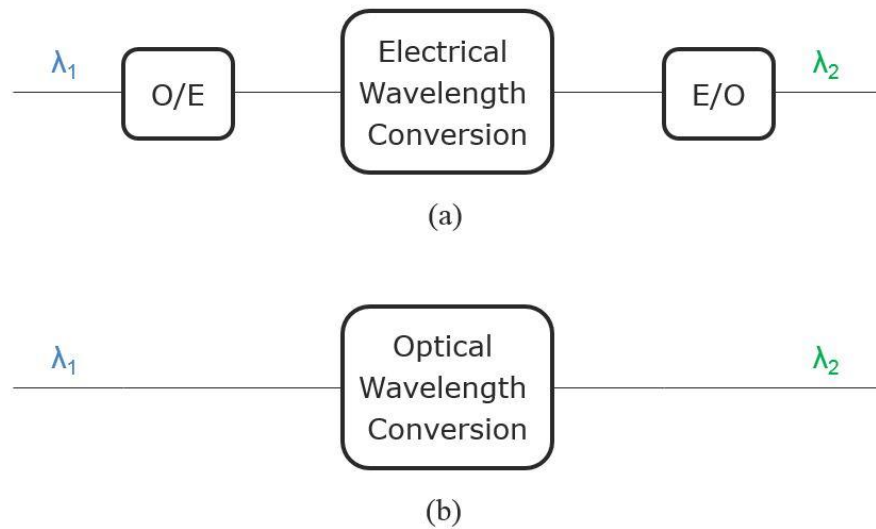 λ₁
O/E
Electrical
Wavelength
Conversion
E/O
λ₂
(a)
λ₁
Optical
Wavelength
Conversion
λ₂
(b)